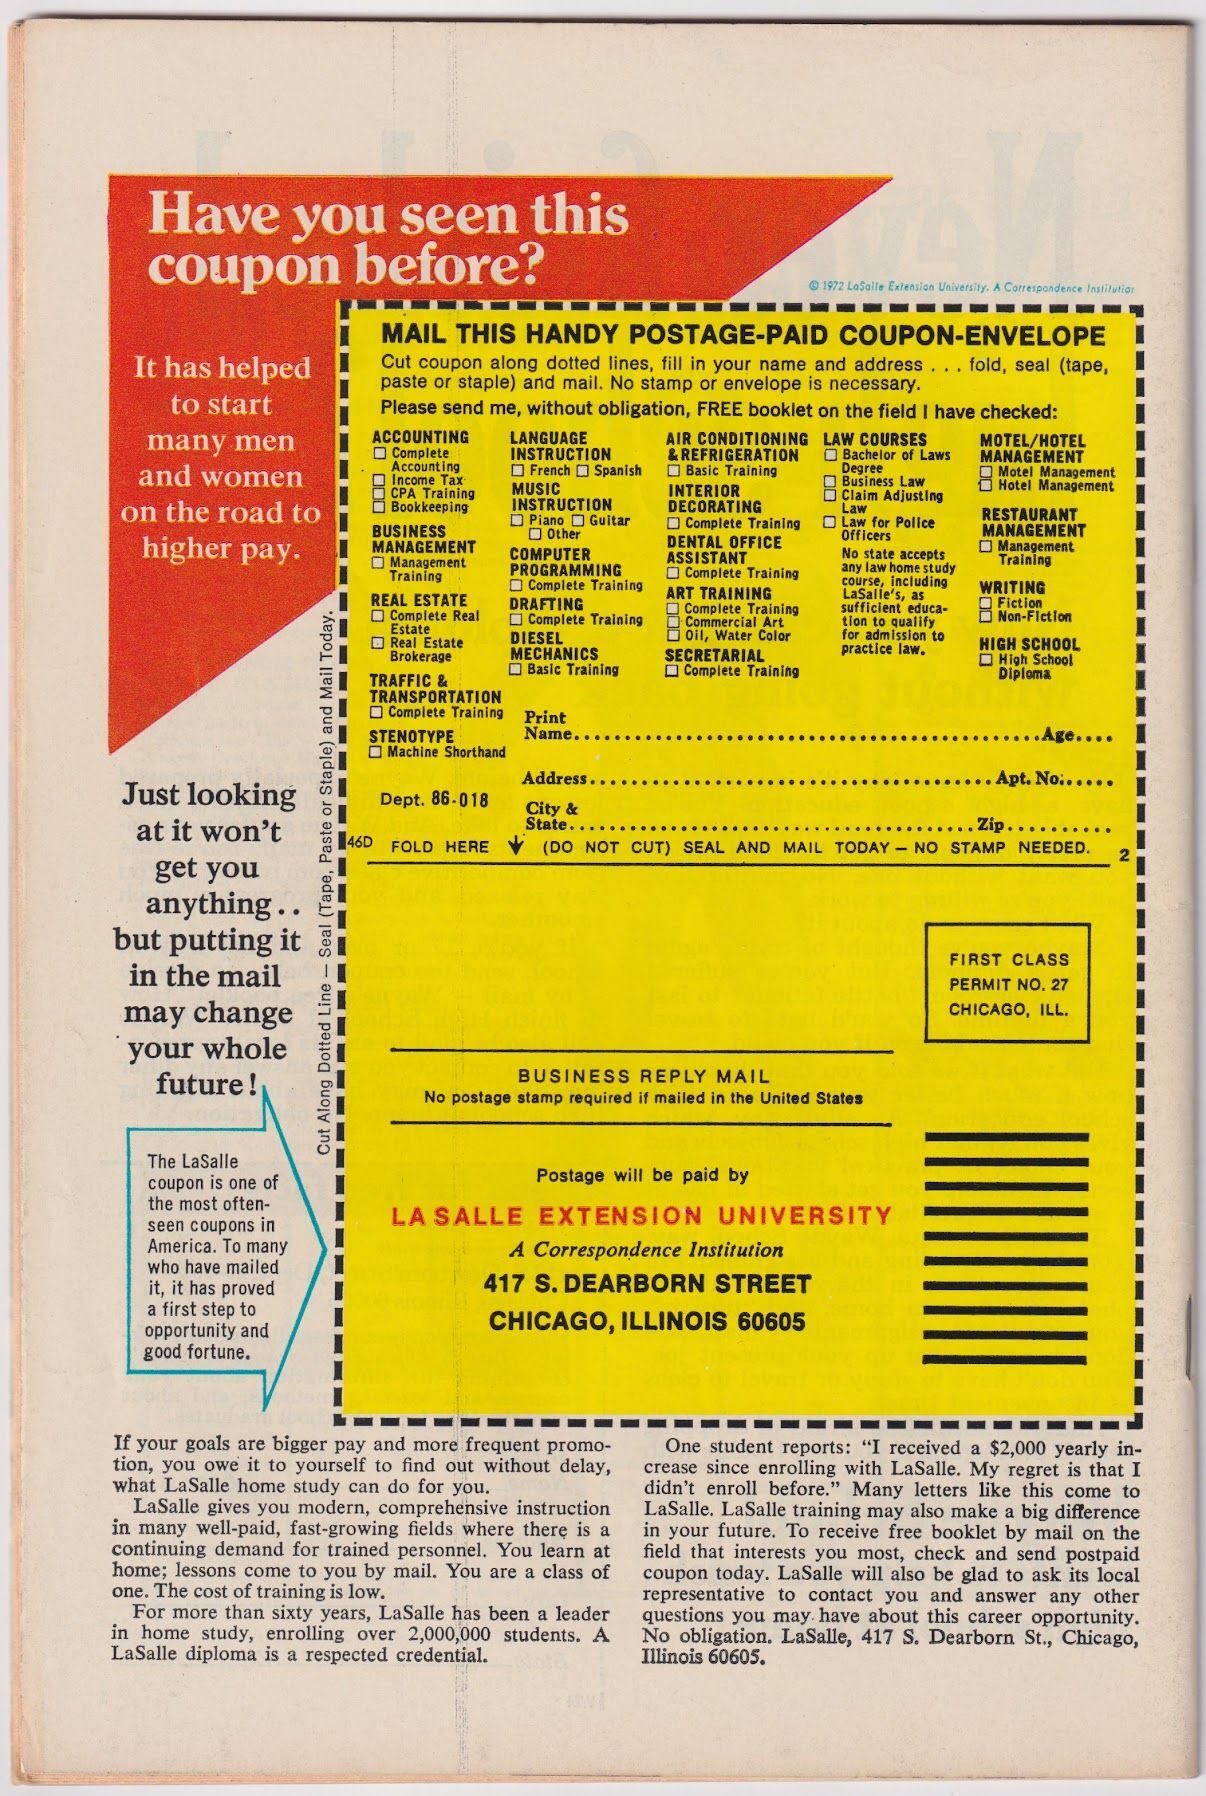 Have you seen this
coupon before?
It has helped
to start
many men
and women
on the road to
higher pay.
© 1972 LaSalle Extension University. A Correspondence Institution
MAIL THIS HANDY POSTAGE-PAID COUPON-ENVELOPE
Cut coupon along dotted lines, fill in your name and address . . . fold, seal (tape,
paste or staple) and mail. No stamp or envelope is necessary.
Please send me, without obligation, FREE booklet on the field I have checked:
ACCOUNTING
☐ Complete
Accounting
☐ Income Tax
☐ CPA Training
☐ Bookkeeping
BUSINESS
MANAGEMENT
☐ Management
Training
REAL ESTATE
☐ Complete Real
Estate
☐ Real Estate
Brokerage
TRAFFIC &
TRANSPORTATION
☐ Complete Training
STENOTYPE
☐ Machine Shorthand
LANGUAGE
INSTRUCTION
☐ French ☐ Spanish
MUSIC
INSTRUCTION
☐ Piano ☐ Guitar
☐ Other
COMPUTER
PROGRAMMING
☐ Complete Training
DRAFTING
☐ Complete Training
DIESEL
MECHANICS
☐ Basic Training
AIR CONDITIONING
& REFRIGERATION
☐ Basic Training
INTERIOR
DECORATING
☐ Complete Training
DENTAL OFFICE
ASSISTANT
☐ Complete Training
ART TRAINING
☐ Complete Training
☐ Commercial Art
☐ Oil, Water Color
SECRETARIAL
☐ Complete Training
LAW COURSES
☐ Bachelor of Laws
Degree
☐ Business Law
☐ Claim Adjusting
Law
☐ Law for Police
Officers
No state accepts
any law home study
course, including
LaSalle's, as
sufficient educa-
tion to qualify
for admission to
practice law.
MOTEL/HOTEL
MANAGEMENT
☐ Motel Management
☐ Hotel Management
RESTAURANT
MANAGEMENT
☐ Management
Training
WRITING
☐ Fiction
☐ Non-Fiction
HIGH SCHOOL
☐ High School
Diploma
Print
Name..........Age....
Address..........Apt. No......
Dept. 86-018
City &
State..........Zip..........
46D FOLD HERE ↓ (DO NOT CUT) SEAL AND MAIL TODAY – NO STAMP NEEDED. 2
Cut Along Dotted Line – Seal (Tape, Paste or Staple) and Mail Today.
Just looking
at it won't
get you
anything . .
but putting it
in the mail
may change
your whole
future!
The LaSalle
coupon is one of
the most often-
seen coupons in
America. To many
who have mailed
it, it has proved
a first step to
opportunity and
good fortune.
FIRST CLASS
PERMIT NO. 27
CHICAGO, ILL.
BUSINESS REPLY MAIL
No postage stamp required if mailed in the United States
Postage will be paid by
LA SALLE EXTENSION UNIVERSITY
A Correspondence Institution
417 S. DEARBORN STREET
CHICAGO, ILLINOIS 60605
If your goals are bigger pay and more frequent promo-
tion, you owe it to yourself to find out without delay,
what LaSalle home study can do for you.
LaSalle gives you modern, comprehensive instruction
in many well-paid, fast-growing fields where there is a
continuing demand for trained personnel. You learn at
home; lessons come to you by mail. You are a class of
one. The cost of training is low.
For more than sixty years, LaSalle has been a leader
in home study, enrolling over 2,000,000 students. A
LaSalle diploma is a respected credential.
One student reports: "I received a $2,000 yearly in-
crease since enrolling with LaSalle. My regret is that I
didn't enroll before." Many letters like this come to
LaSalle. LaSalle training may also make a big difference
in your future. To receive free booklet by mail on the
field that interests you most, check and send postpaid
coupon today. LaSalle will also be glad to ask its local
representative to contact you and answer any other
questions you may have about this career opportunity.
No obligation. LaSalle, 417 S. Dearborn St., Chicago,
Illinois 60605.